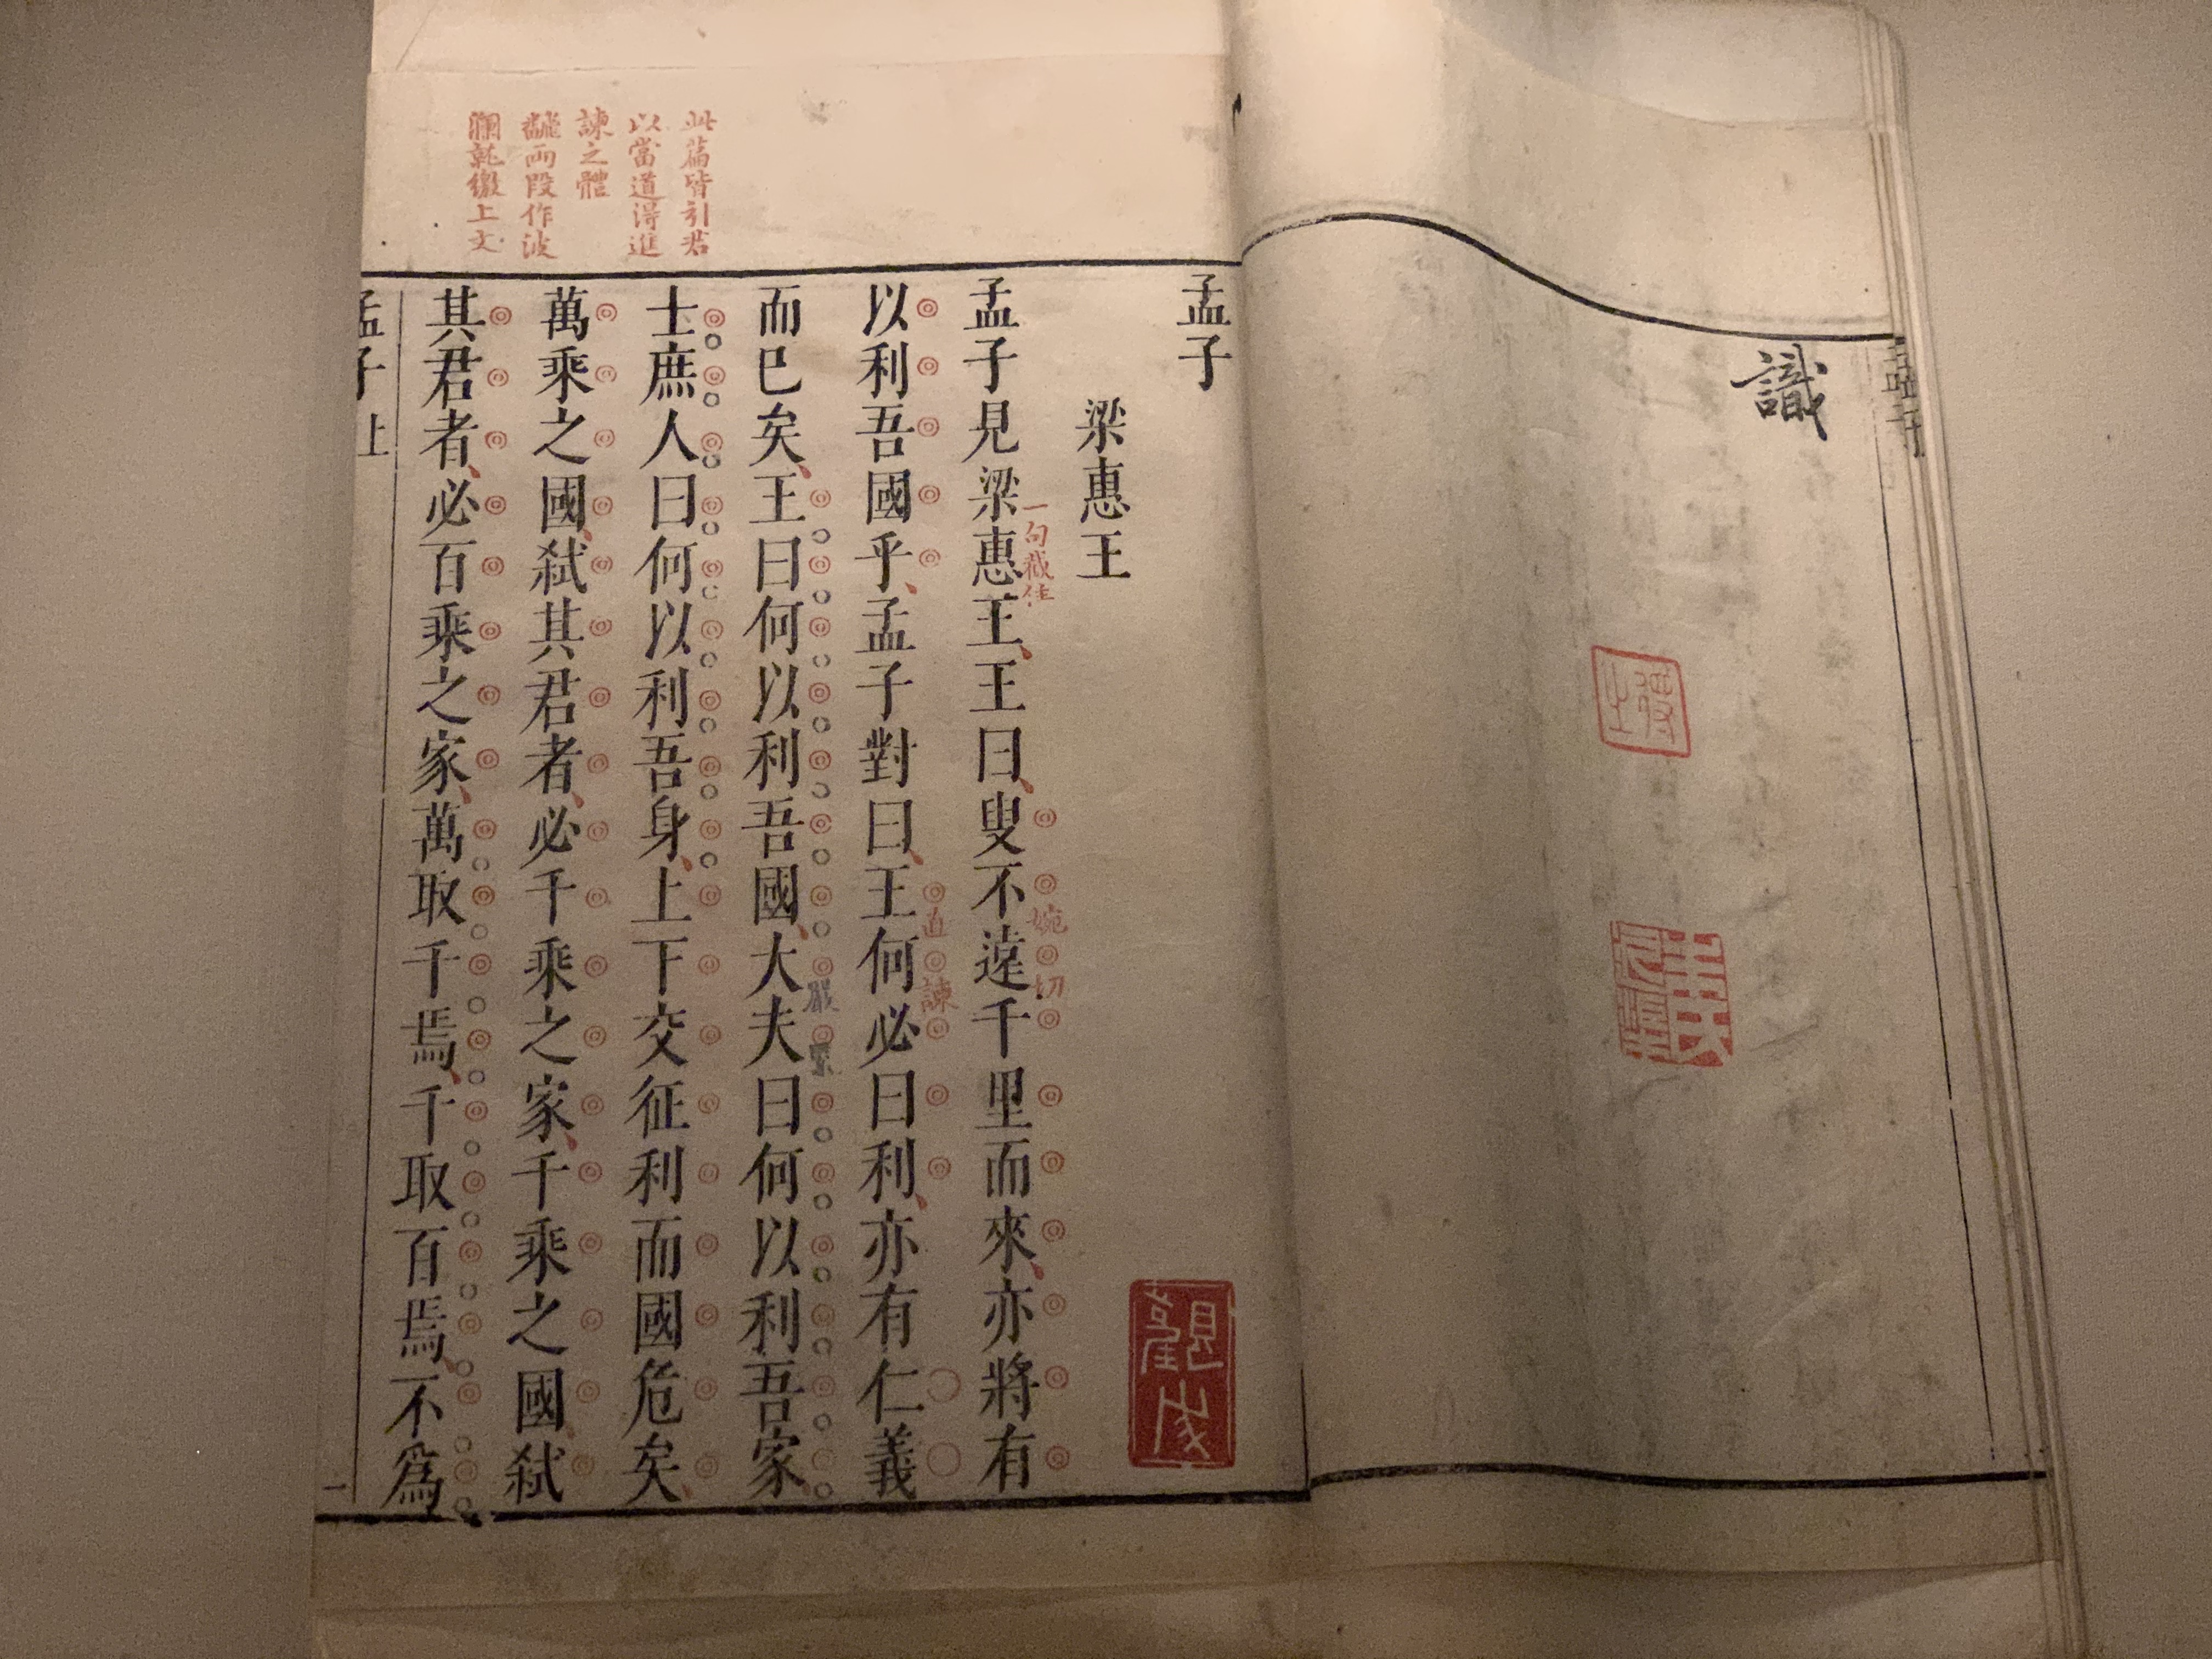 識
孟子
梁惠王
孟子見梁惠王王曰叟不遠千里而來亦將有
以利吾國乎孟子對曰王何必曰利亦有仁義
而已矣王曰何以利吾國大夫曰何以利吾家
士庶人曰何以利吾身上下交征利而國危矣
萬乘之國弒其君者必千乘之家千乘之國弒
其君者必百乘之家萬取千焉千取百焉不為
孟子上
一
此篇皆引君
以當道得進
諫之體
兩段作波
瀾乾繳上文
一句藏
婉切
直諫
嚴緊